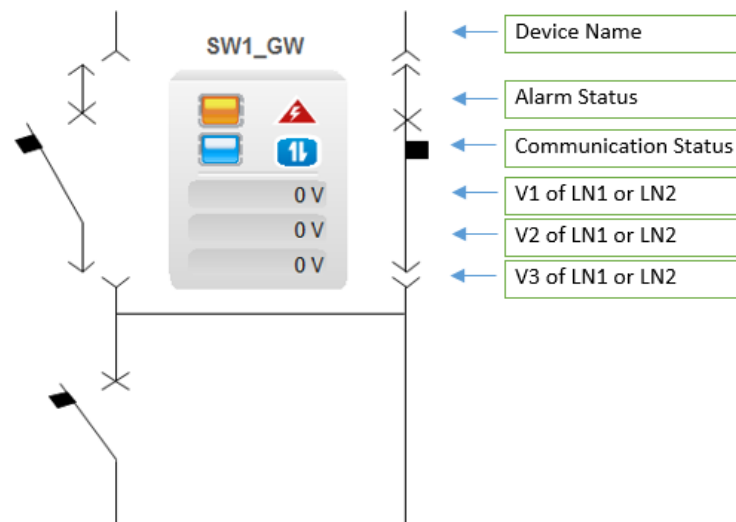 Device Name
SW1_GW
Alarm Status
Communication Status
0 V
V1 of LN1 or LN2
0 V
V2 of LN1 or LN2
0 V
V3 of LN1 or LN2